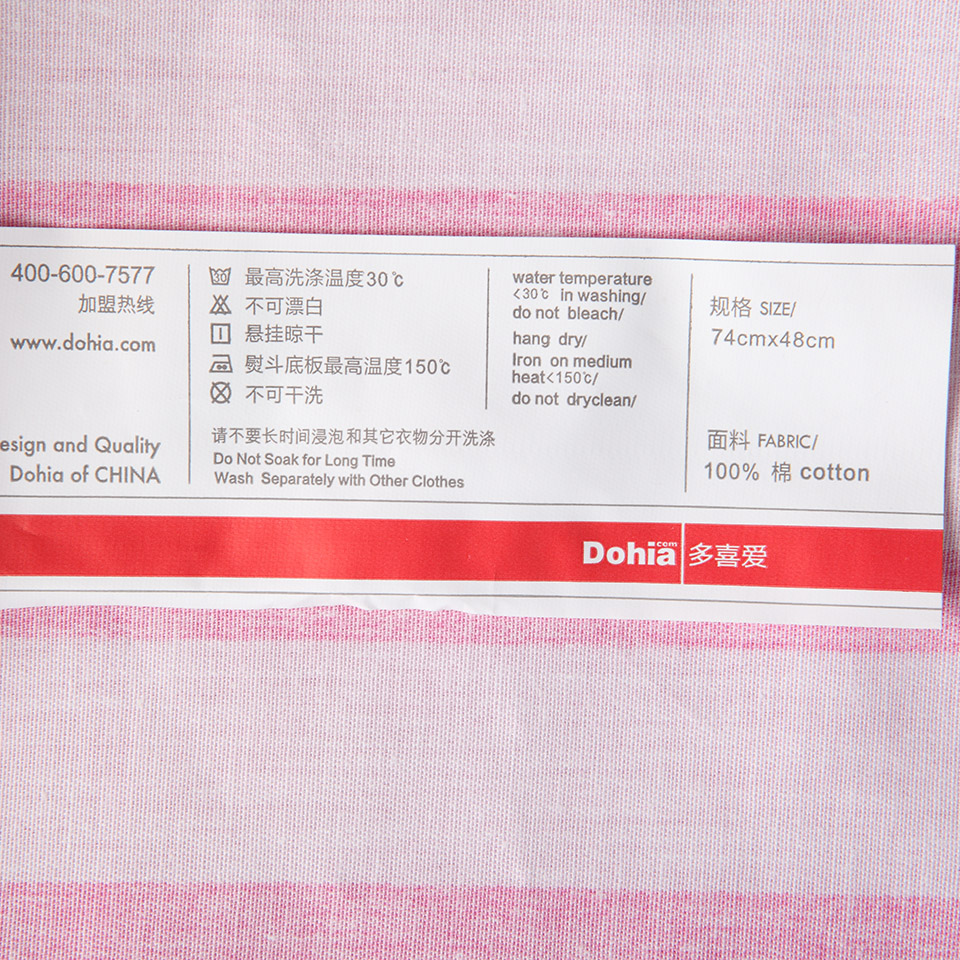 400-600-7577
加盟热线
www.dohia.com
esign and Quality
Dohia of CHINA
30
最高洗涤温度30℃
不可漂白
悬挂晾干
熨斗底板最高温度150℃
不可干洗
water temperature
<30℃ in washing/
do not bleach/
hang dry/
Iron on medium
heat<150℃/
do not dryclean/
请不要长时间浸泡和其它衣物分开洗涤
Do Not Soak for Long Time
Wash Separately with Other Clothes
规格 SIZE/
74cmx48cm
面料 FABRIC/
100% 棉 cotton
Dohia.com 多喜爱